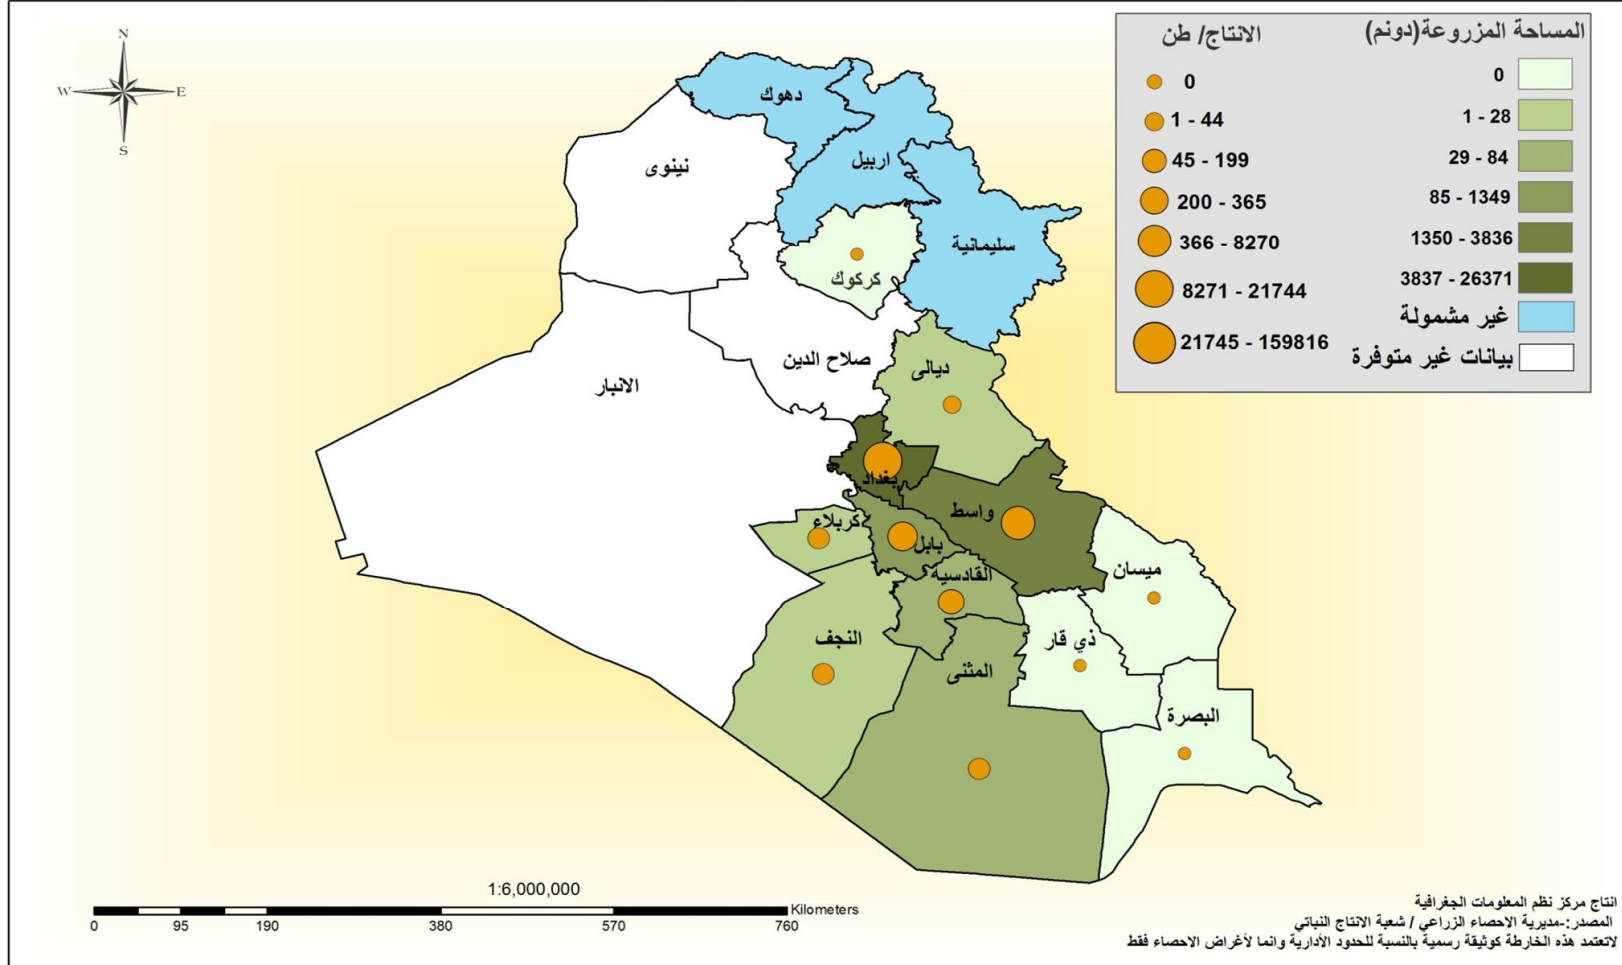 N
W E
S
المساحة المزروعة(دونم)
0
1 - 28
29 - 84
85 - 1349
1350 - 3836
3837 - 26371
غير مشمولة
بيانات غير متوفرة
الانتاج/ طن
0
1 - 44
45 - 199
200 - 365
366 - 8270
8271 - 21744
21745 - 159816
دهوك
اربيل
نينوى
سليمانية
كركوك
صلاح الدين
ديالى
الانبار
بغداد
واسط
كربلاء
بابل
القادسية
ميسان
النجف
ذي قار
المثنى
البصرة
1:6,000,000
Kilometers
0 95 190 380 570 760
انتاج مركز نظم المعلومات الجغرافية
المصدر:-مديرية الاحصاء الزراعي / شعبة الانتاج النباتي
لاتعتمد هذه الخارطة كوثيقة رسمية بالنسبة للحدود الأدارية وانما لأغراض الاحصاء فقط